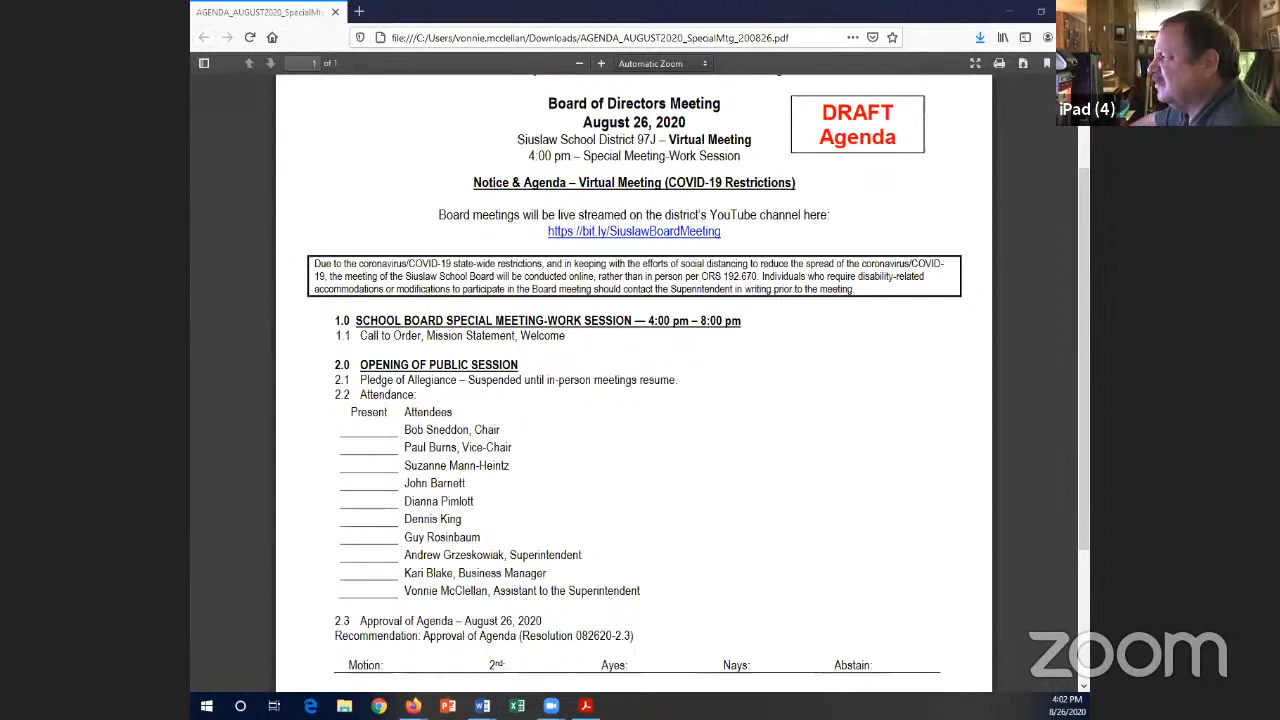 AGENDA_AUGUST2020_SpecialMtg
file:///C:/Users/vonnie.mcdellan/Downloads/AGENDA_AUGUST2020_SpecialMtg_200826.pdf
1 of 1
Automatic Zoom
iPad (4)
Board of Directors Meeting
August 26, 2020
Siuslaw School District 97J – Virtual Meeting
4:00 pm – Special Meeting-Work Session
DRAFT
Agenda
Notice & Agenda – Virtual Meeting (COVID-19 Restrictions)
Board meetings will be live streamed on the district's YouTube channel here:
https://bit.ly/SiuslawBoardMeeting
Due to the coronavirus/COVID-19 state-wide restrictions, and in keeping with the efforts of social distancing to reduce the spread of the coronavirus/COVID-
19, the meeting of the Siuslaw School Board will be conducted online, rather than in person per ORS 192.670. Individuals who require disability-related
accommodations or modifications to participate in the Board meeting should contact the Superintendent in writing prior to the meeting.
1.0 SCHOOL BOARD SPECIAL MEETING-WORK SESSION — 4:00 pm – 8:00 pm
1.1 Call to Order, Mission Statement, Welcome
2.0 OPENING OF PUBLIC SESSION
2.1 Pledge of Allegiance – Suspended until in-person meetings resume.
2.2 Attendance:
Present Attendees
Bob Sneddon, Chair
Paul Burns, Vice-Chair
Suzanne Mann-Heintz
John Barnett
Dianna Pimlott
Dennis King
Guy Rosinbaum
Andrew Grzeskowiak, Superintendent
Kari Blake, Business Manager
Vonnie McClellan, Assistant to the Superintendent
2.3 Approval of Agenda – August 26, 2020
Recommendation: Approval of Agenda (Resolution 082620-2.3)
Motion: 2nd- Ayes: Nays: Abstain:
zoom
4:02 PM
8/26/2020